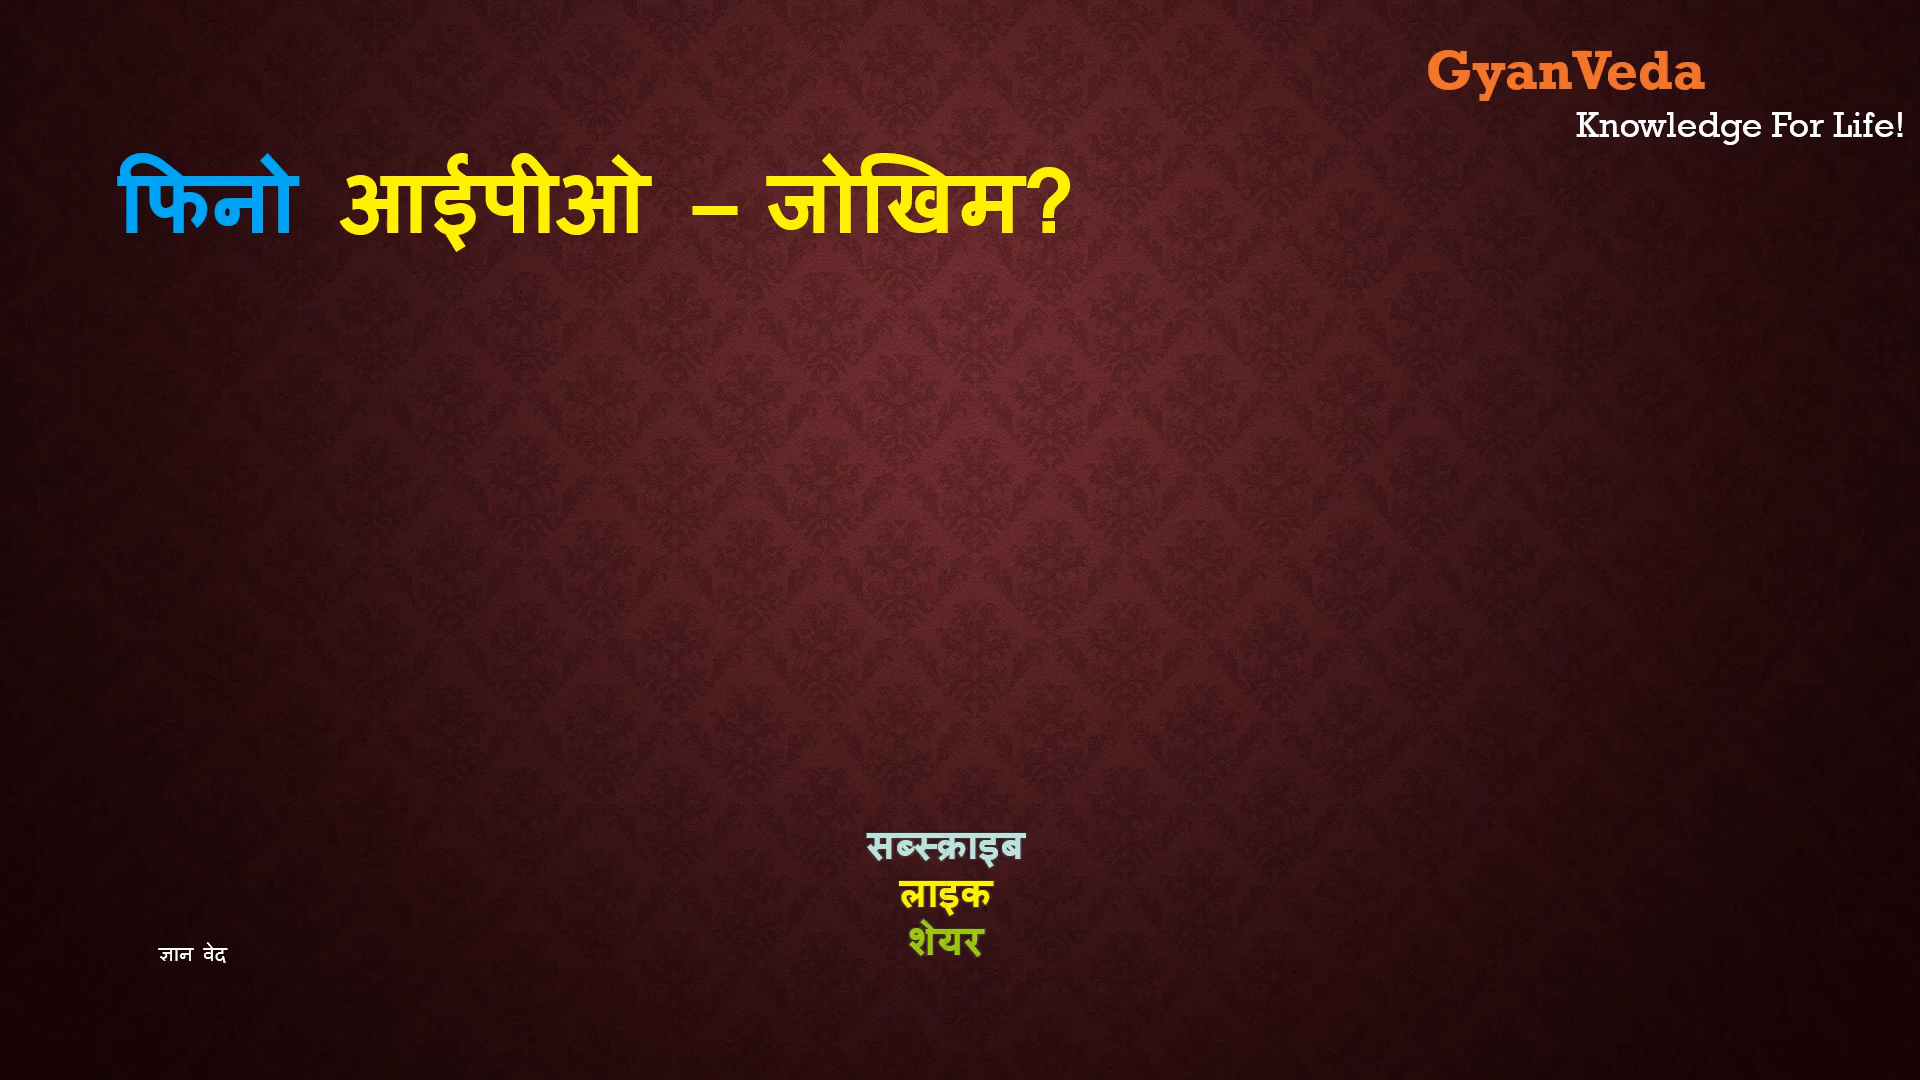 GyanVeda
Knowledge For Life!
फिनो आईपीओ – जोखिम?
सब्स्क्राइब
लाइक
शेयर
ज्ञान वेद